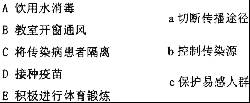 A 饮用水消毒
a 切断传播途径
B 教室开窗通风
C 将传染病患者隔离
b 控制传染源
D 接种疫苗
c 保护易感人群
E 积极进行体育锻炼